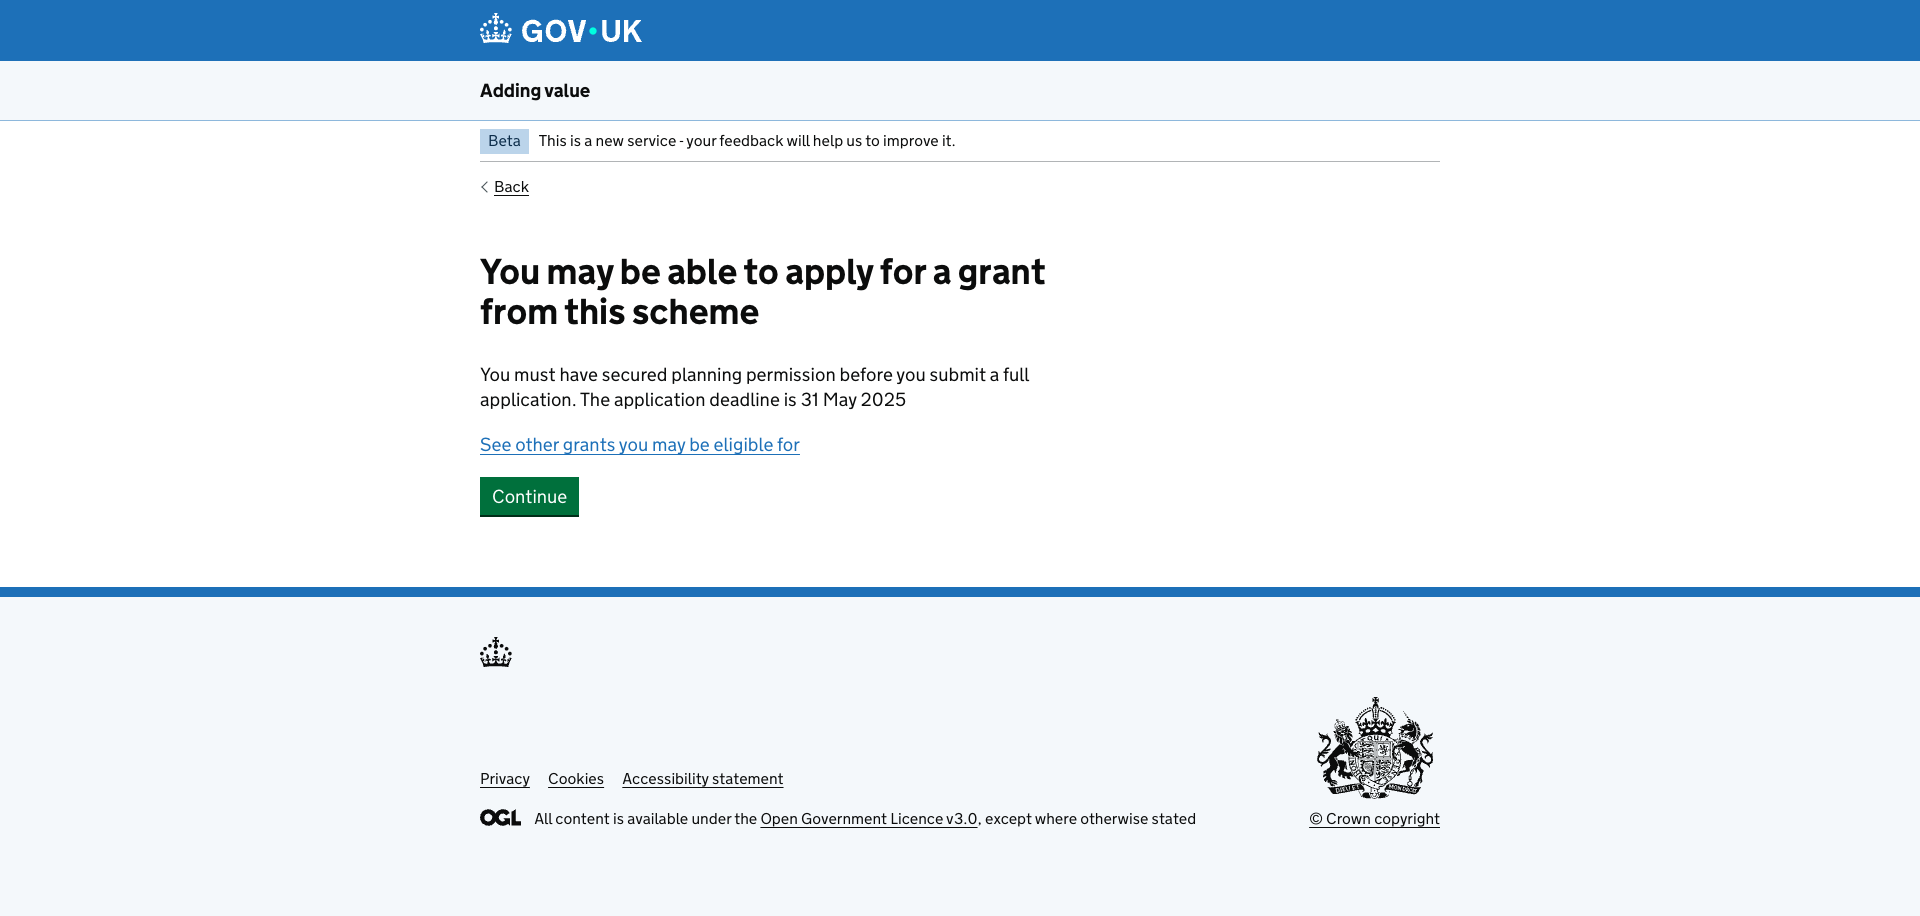 GOV·UK
Adding value
Beta This is a new service - your feedback will help us to improve it.
Back
You may be able to apply for a grant
from this scheme
You must have secured planning permission before you submit a full
application. The application deadline is 31 May 2025
See other grants you may be eligible for
Continue
Privacy Cookies Accessibility statement
OGL All content is available under the Open Government Licence v3.0, except where otherwise stated
© Crown copyright